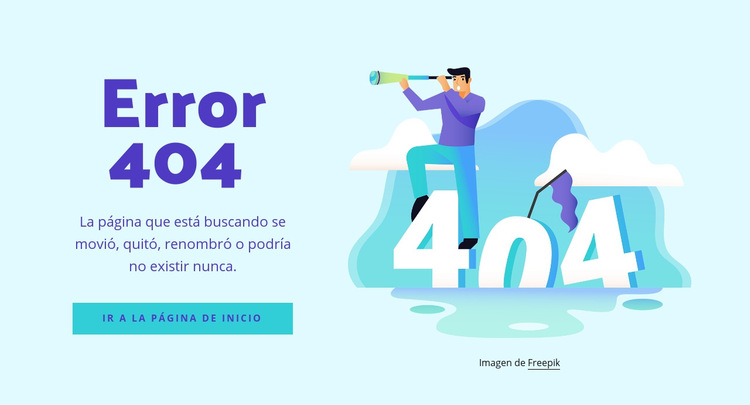 Error
404
La página que está buscando se
movió, quitó, renombró o podría
no existir nunca.
IR A LA PÁGINA DE INICIO
404
Imagen de Freepik